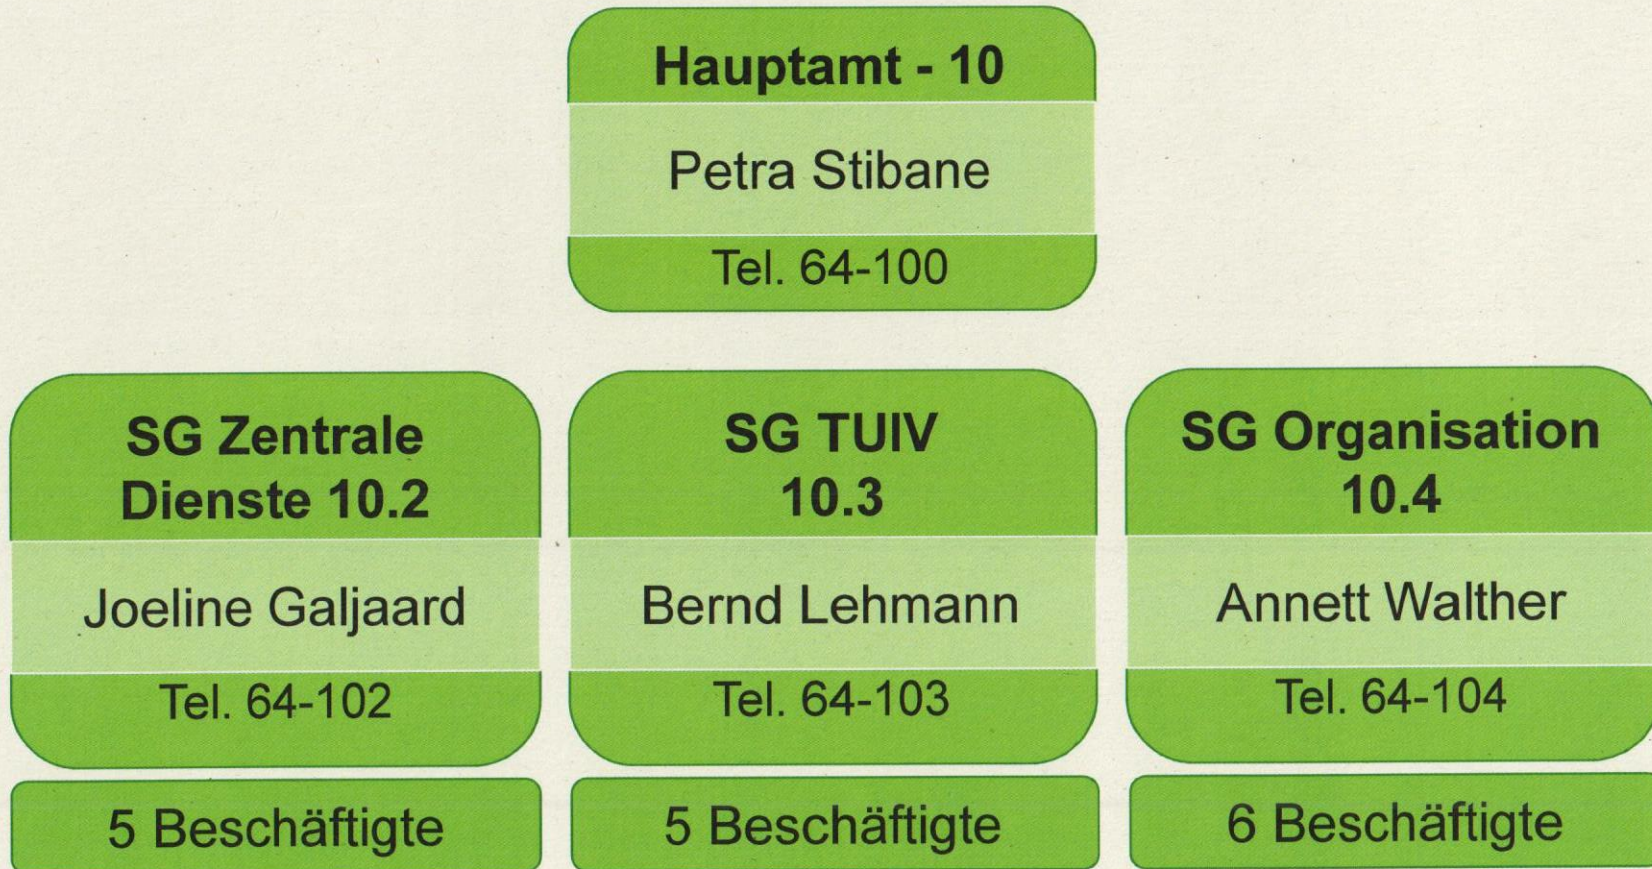 Hauptamt - 10
Petra Stibane
Tel. 64-100
SG Zentrale
Dienste 10.2
Joeline Galjaard
Tel. 64-102
5 Beschäftigte
SG TUIV
10.3
Bernd Lehmann
Tel. 64-103
5 Beschäftigte
SG Organisation
10.4
Annett Walther
Tel. 64-104
6 Beschäftigte